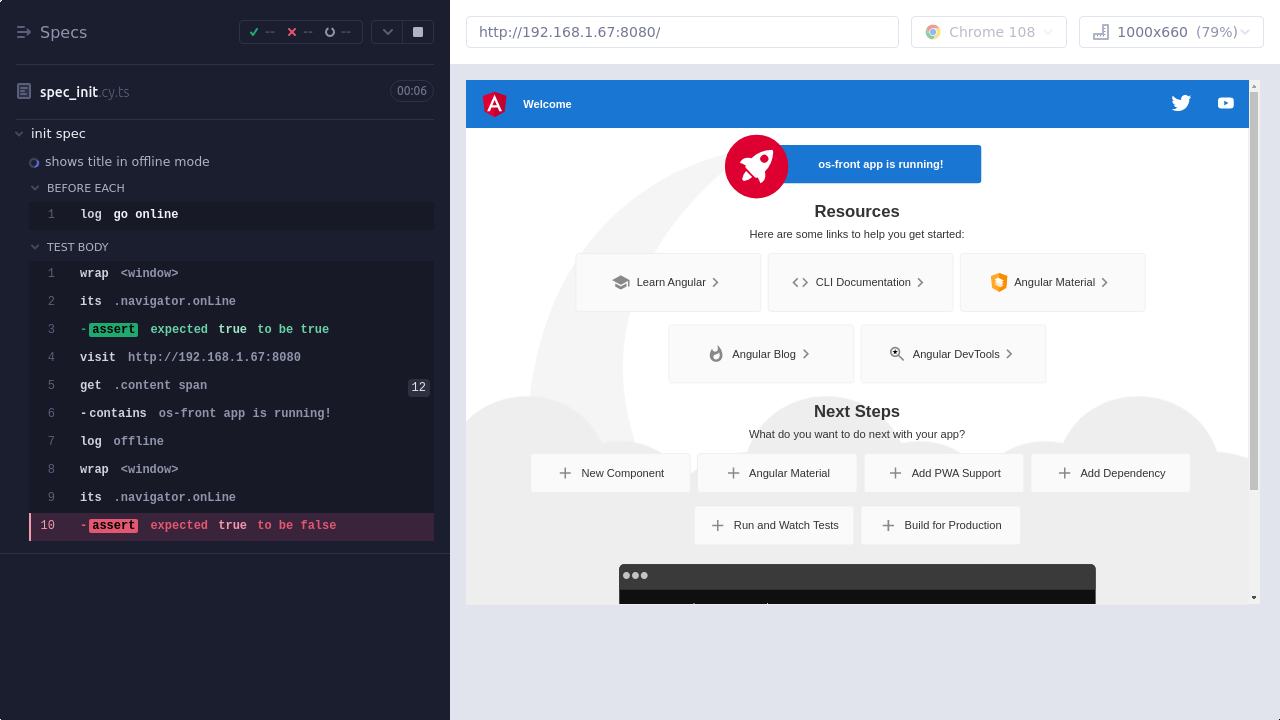 Specs
--
--
--
spec_init.cy.ts
00:06
init spec
shows title in offline mode
BEFORE EACH
1 log go online
TEST BODY
1 wrap <window>
2 its .navigator.onLine
3 -assert expected true to be true
4 visit http://192.168.1.67:8080
5 get .content span 12
6 -contains os-front app is running!
7 log offline
8 wrap <window>
9 its .navigator.onLine
10 -assert expected true to be false
http://192.168.1.67:8080/
Chrome 108
1000x660 (79%)
Welcome
os-front app is running!
Resources
Here are some links to help you get started:
Learn Angular
CLI Documentation
Angular Material
Angular Blog
Angular DevTools
Next Steps
What do you want to do next with your app?
New Component
Angular Material
Add PWA Support
Add Dependency
Run and Watch Tests
Build for Production